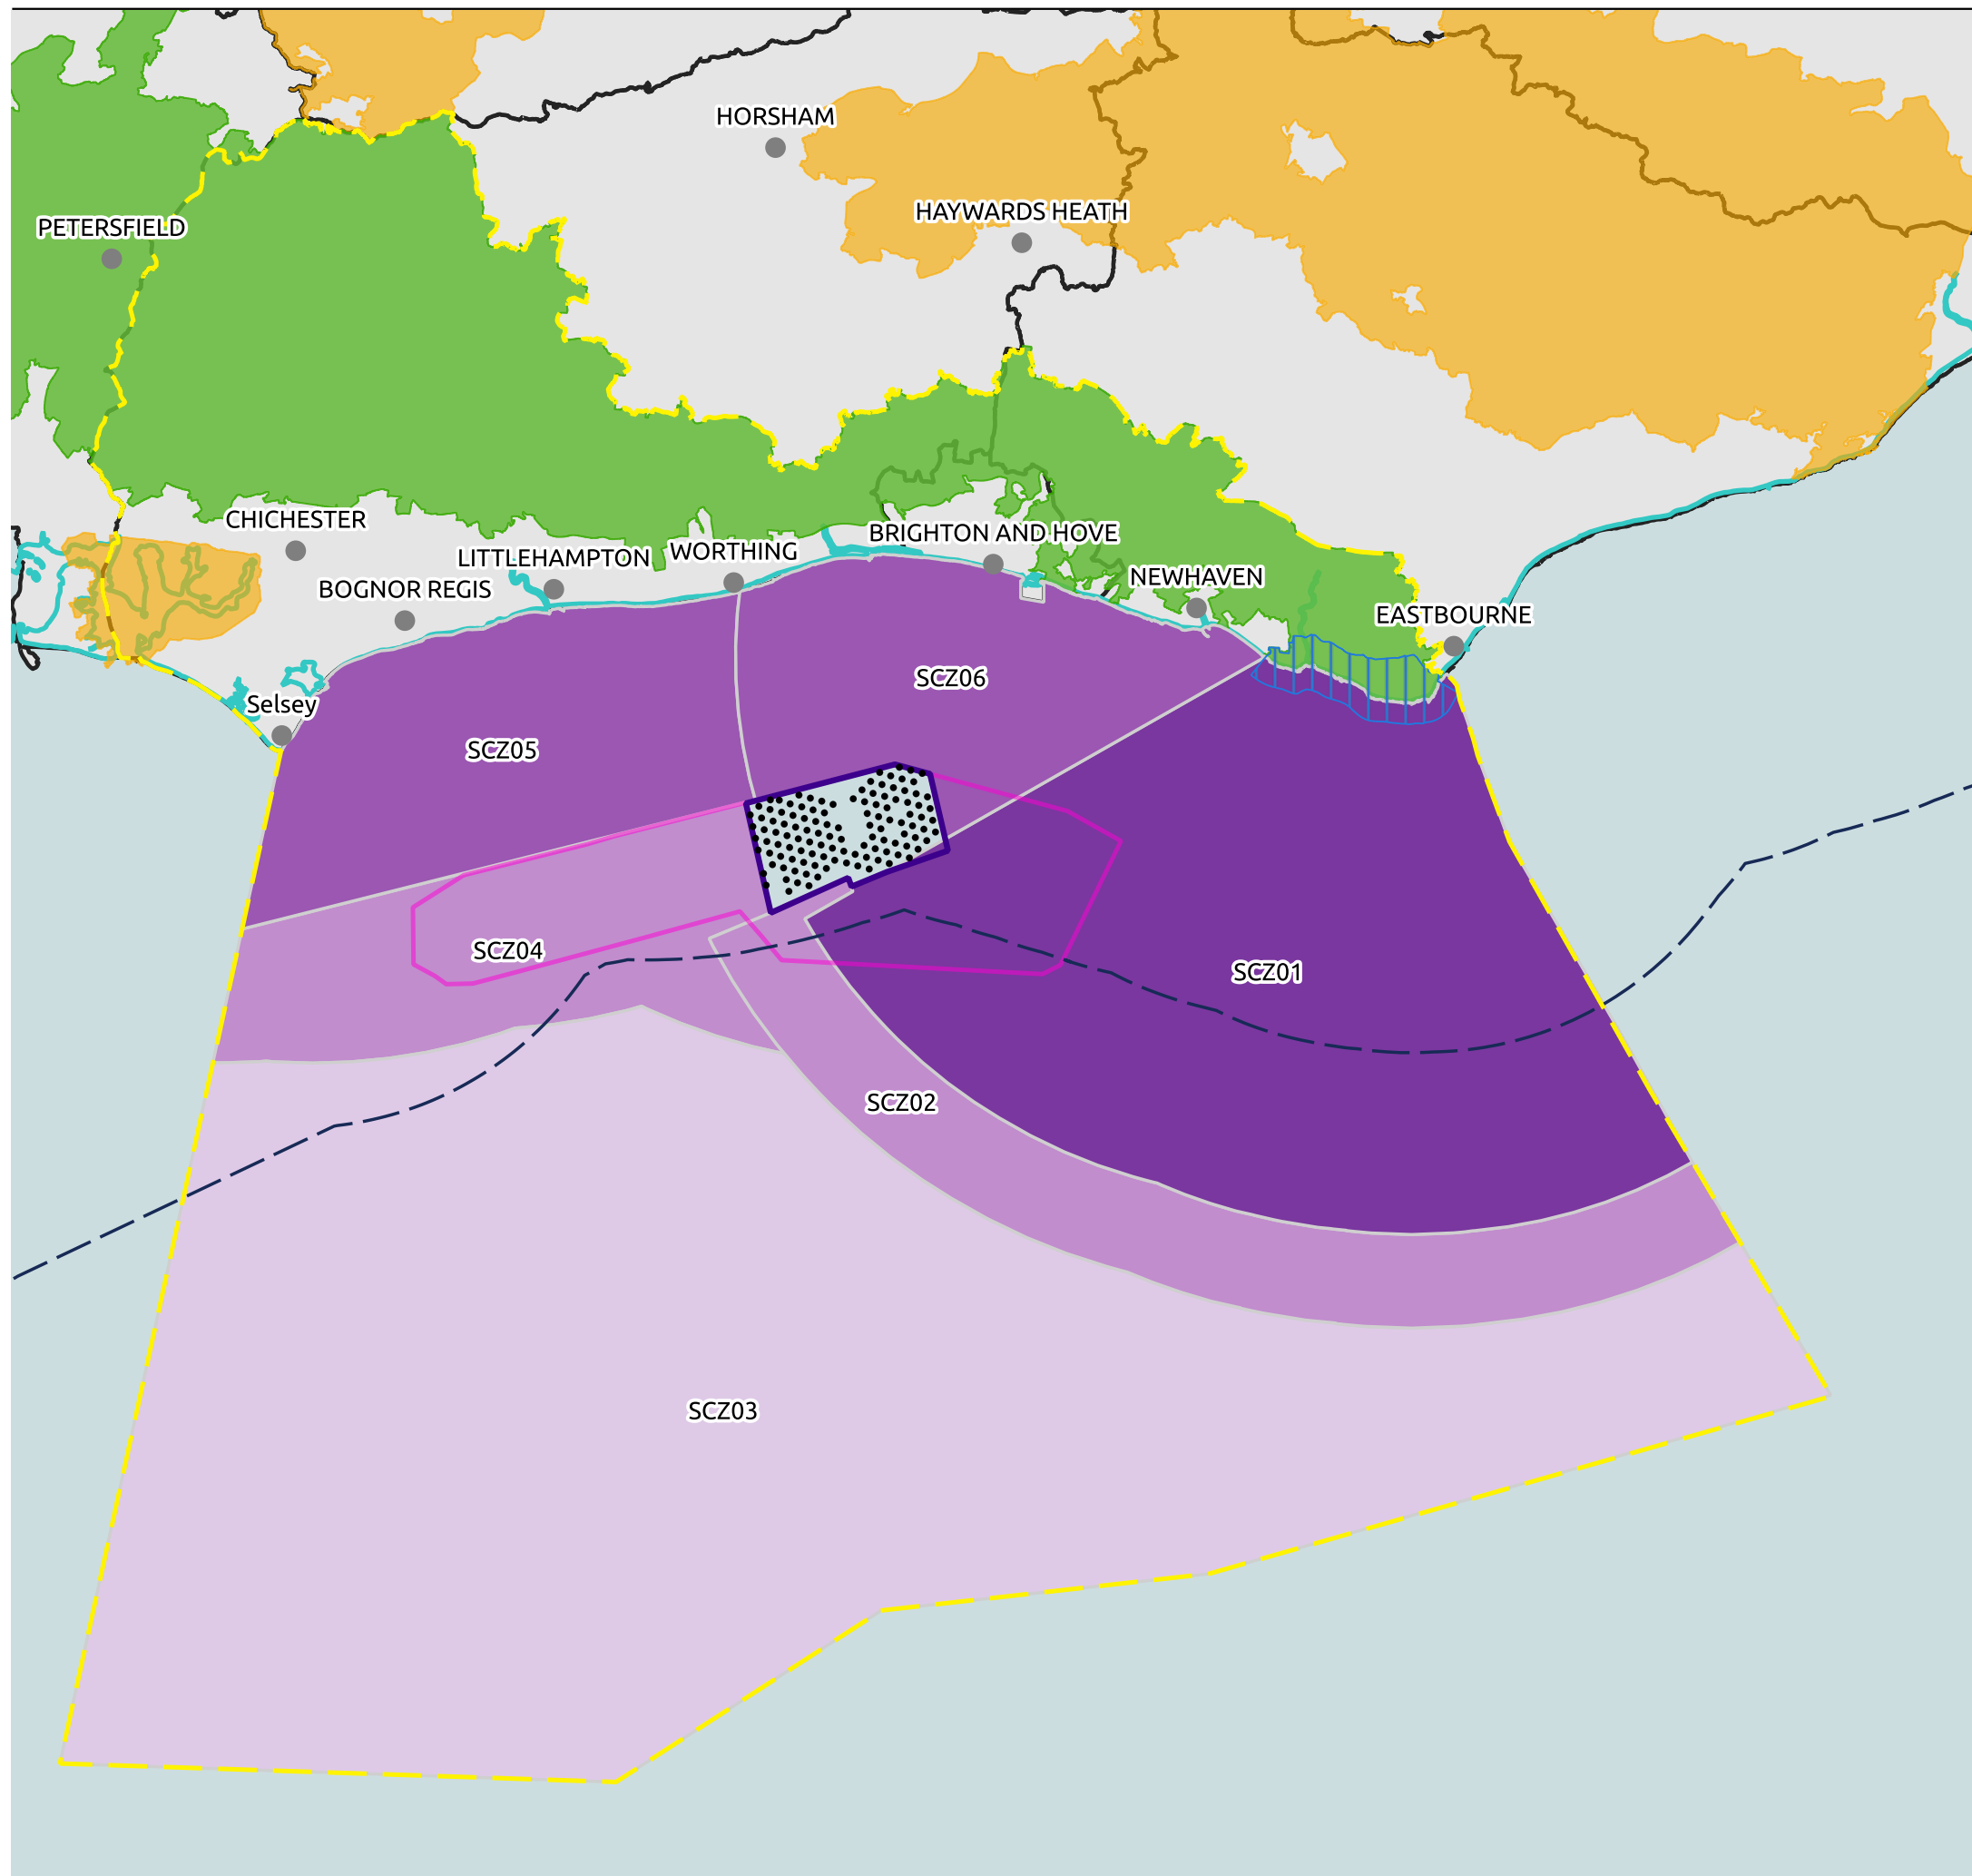 HORSHAM
HAYWARDS HEATH
PETERSFIELD
CHICHESTER
BRIGHTON AND HOVE
WORTHING
LITTLEHAMPTON
NEWHAVEN
BOGNOR REGIS
EASTBOURNE
SCZ06
Selsey
SCZ05
SCZ04
SCZ01
SCZ02
SCZ03